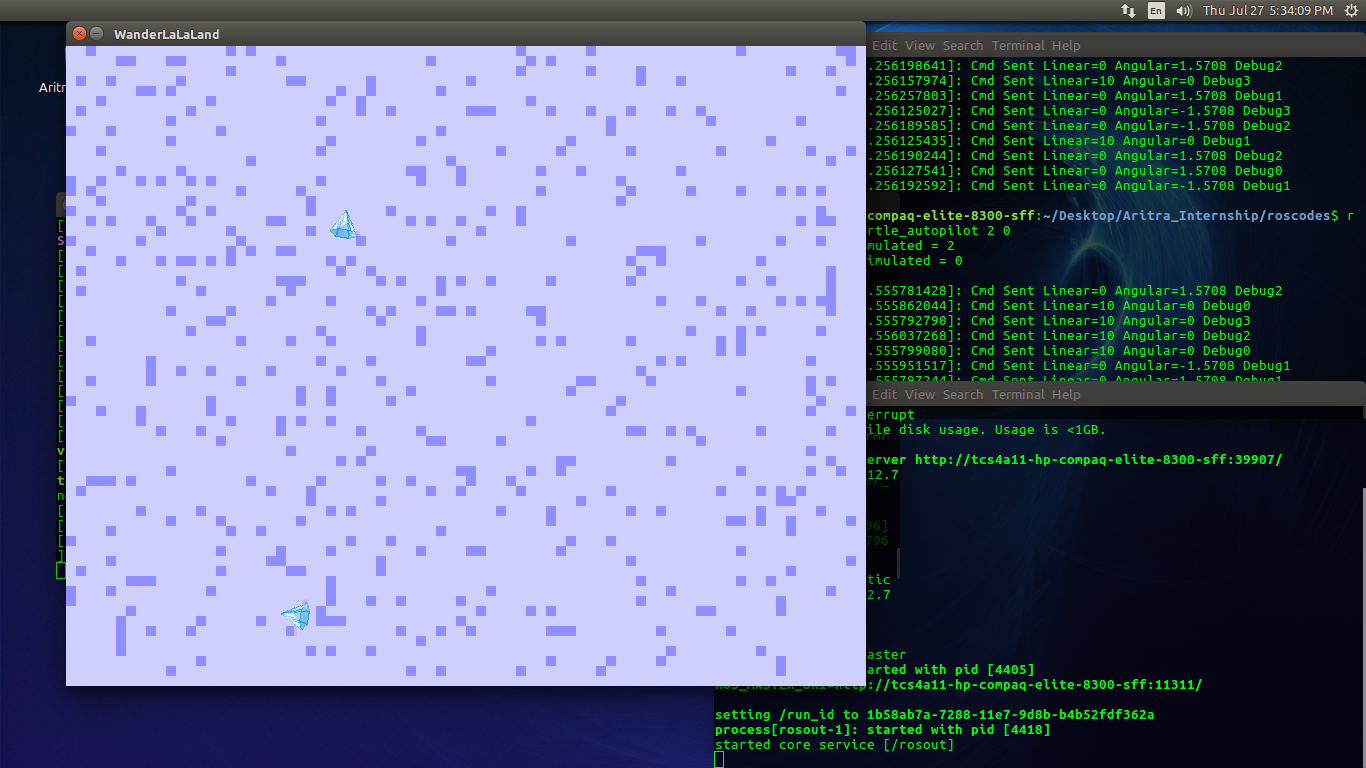 En
Thu Jul 27 5:34:09 PM
WanderLaLaLand
Aritr
Edit View Search Terminal Help
.256198641]: Cmd Sent Linear=0 Angular=1.5708 Debug2
.256157974]: Cmd Sent Linear=10 Angular=0 Debug3
.256257803]: Cmd Sent Linear=0 Angular=1.5708 Debug1
.256125027]: Cmd Sent Linear=0 Angular=-1.5708 Debug3
.256189585]: Cmd Sent Linear=0 Angular=-1.5708 Debug2
.256125435]: Cmd Sent Linear=10 Angular=0 Debug1
.256190244]: Cmd Sent Linear=0 Angular=1.5708 Debug2
.256127541]: Cmd Sent Linear=0 Angular=1.5708 Debug0
.256192592]: Cmd Sent Linear=0 Angular=-1.5708 Debug1
compaq-elite-8300-sff:~/Desktop/Aritra_Internship/roscodes$ r
rtle_autopilot 2 0
mulated = 2
imulated = 0
.555781428]: Cmd Sent Linear=0 Angular=1.5708 Debug2
.555862044]: Cmd Sent Linear=10 Angular=0 Debug0
.555792790]: Cmd Sent Linear=10 Angular=0 Debug3
.556037268]: Cmd Sent Linear=10 Angular=0 Debug2
.555799080]: Cmd Sent Linear=10 Angular=0 Debug0
.555951517]: Cmd Sent Linear=0 Angular=-1.5708 Debug1
.555797244]: Cmd Sent Linear=0 Angular=1.5708 Debug1
Edit View Search Terminal Help
errupt
ile disk usage. Usage is <1GB.
erver http://tcs4a11-hp-compaq-elite-8300-sff:39907/
12.7
96]
796
tic
2.7
aster
arted with pid [4405]
ROS_MASTER_URI=http://tcs4a11-hp-compaq-elite-8300-sff:11311/
setting /run_id to 1b58ab7a-7288-11e7-9d8b-b4b52fdf362a
process[rosout-1]: started with pid [4418]
started core service [/rosout]
[
S
[
[
[
[
[
[
[
[
[
[
[
[
[
v
[
t
n
[
[
[
]